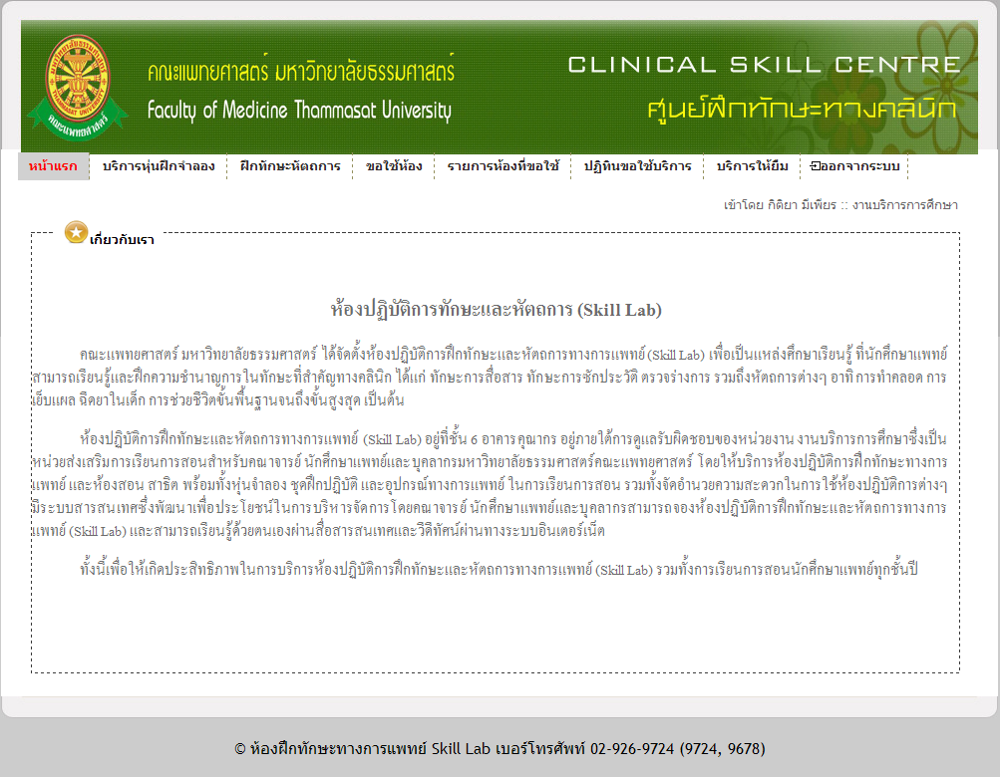 คณะแพทยศาสตร์ มหาวิทยาลัยธรรมศาสตร์
Faculty of Medicine Thammasat University
CLINICAL SKILL CENTRE
ศูนย์ฝึกทักษะทางคลินิก
คณะแพทยศาสตร์
หน้าแรก บริการหุ่นฝึกจำลอง ฝึกทักษะหัตถการ ขอใช้ห้อง รายการห้องที่ขอใช้ ปฏิทินขอใช้บริการ บริการให้ยืม ออกจากระบบ
เข้าโดย กิติยา มีเพียร :: งานบริการการศึกษา
เกี่ยวกับเรา
ห้องปฏิบัติการทักษะและหัตถการ (Skill Lab)
คณะแพทยศาสตร์ มหาวิทยาลัยธรรมศาสตร์ ได้จัดตั้งห้องปฏิบัติการฝึกทักษะและหัตถการทางการแพทย์ (Skill Lab) เพื่อเป็นแหล่งศึกษาเรียนรู้ ที่นักศึกษาแพทย์
สามารถเรียนรู้และฝึกความชำนาญการในทักษะที่สำคัญทางคลินิก ได้แก่ ทักษะการสื่อสาร ทักษะการซักประวัติ ตรวจร่างการ รวมถึงหัตถการต่างๆ อาทิ การทำคลอด การ
เย็บแผล ฉีดยาในเด็ก การช่วยชีวิตขั้นพื้นฐานจนถึงขั้นสูงสุด เป็นต้น
ห้องปฏิบัติการฝึกทักษะและหัตถการทางการแพทย์ (Skill Lab) อยู่ที่ชั้น 6 อาคารคุณากร อยู่ภายใต้การดูแลรับผิดชอบของหน่วยงาน งานบริการการศึกษาซึ่งเป็น
หน่วยส่งเสริมการเรียนการสอนสำหรับคณาจารย์ นักศึกษาแพทย์และบุคลากรมหาวิทยาลัยธรรมศาสตร์คณะแพทยศาสตร์ โดยให้บริการห้องปฏิบัติการฝึกทักษะทางการ
แพทย์ และห้องสอน สาธิต พร้อมทั้งหุ่นจำลอง ชุดฝึกปฏิบัติ และอุปกรณ์ทางการแพทย์ ในการเรียนการสอน รวมทั้งจัดอำนวยความสะดวกในการใช้ห้องปฏิบัติการต่างๆ
มีระบบสารสนเทศซึ่งพัฒนาเพื่อประโยชน์ในการบริหารจัดการโดยคณาจารย์ นักศึกษาแพทย์และบุคลากรสามารถจองห้องปฏิบัติการฝึกทักษะและหัตถการทางการ
แพทย์ (Skill Lab) และสามารถเรียนรู้ด้วยตนเองผ่านสื่อสารสนเทศและวีดีทัศน์ผ่านทางระบบอินเตอร์เน็ต
ทั้งนี้เพื่อให้เกิดประสิทธิภาพในการบริการห้องปฏิบัติการฝึกทักษะและหัตถการทางการแพทย์ (Skill Lab) รวมทั้งการเรียนการสอนนักศึกษาแพทย์ทุกชั้นปี
© ห้องฝึกทักษะทางการแพทย์ Skill Lab เบอร์โทรศัพท์ 02-926-9724 (9724, 9678)